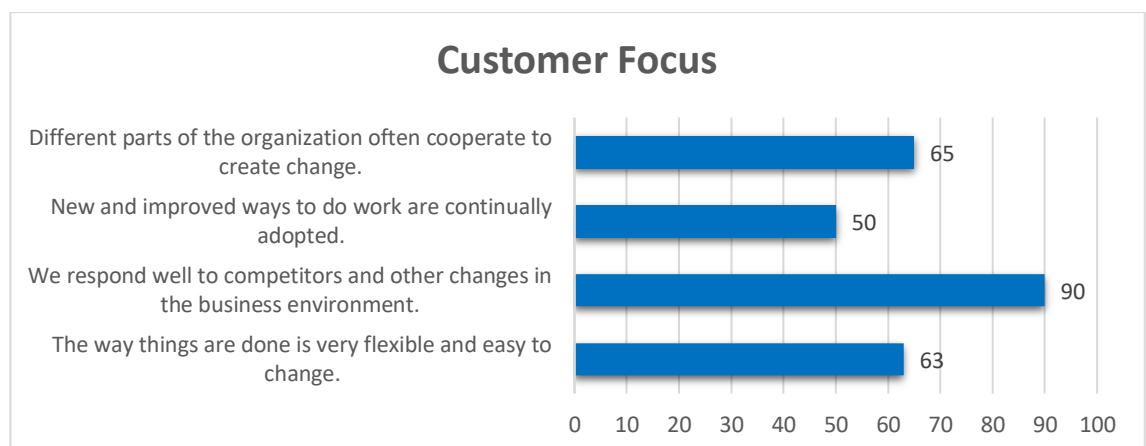 Customer Focus
Different parts of the organization often cooperate to
create change.
65
New and improved ways to do work are continually
adopted.
50
We respond well to competitors and other changes in
the business environment.
90
The way things are done is very flexible and easy to
change.
63
0 10 20 30 40 50 60 70 80 90 100